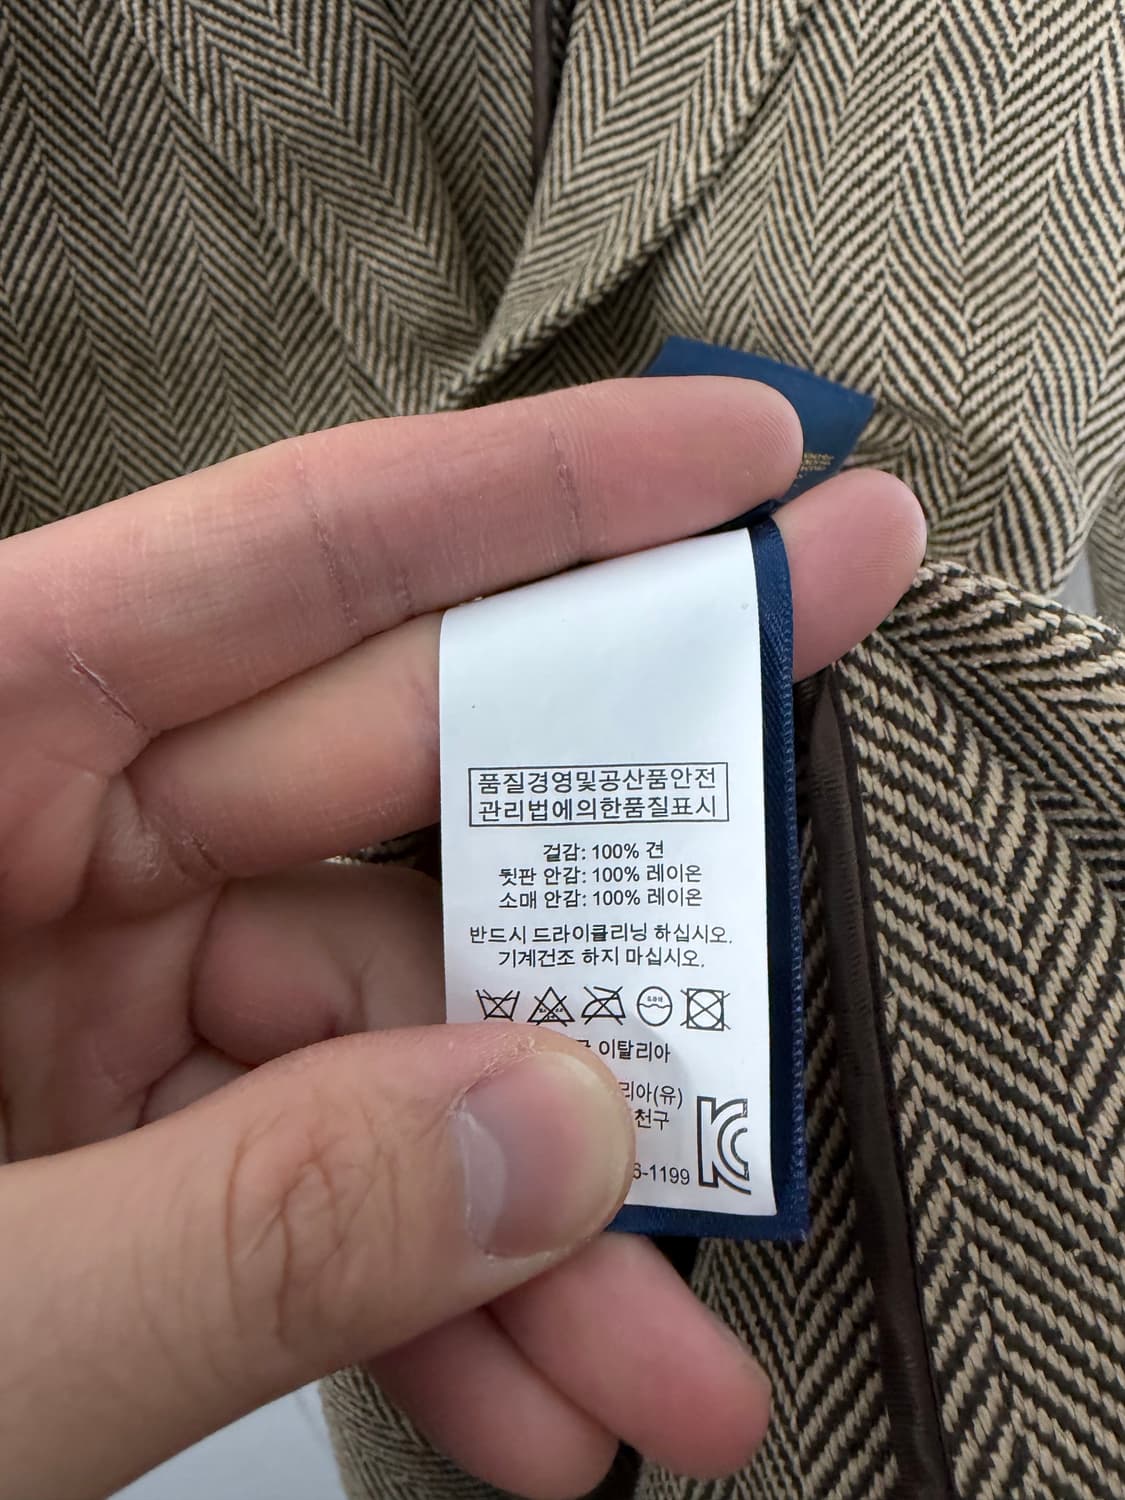 품질경영및공산품안전
관리법에의한품질표시
겉감: 100% 견
뒷판 안감: 100% 레이온
소매 안감: 100% 레이온
반드시 드라이클리닝 하십시오.
기계건조 하지 마십시오.
이탈리아
리아(유)
천구
6-1199